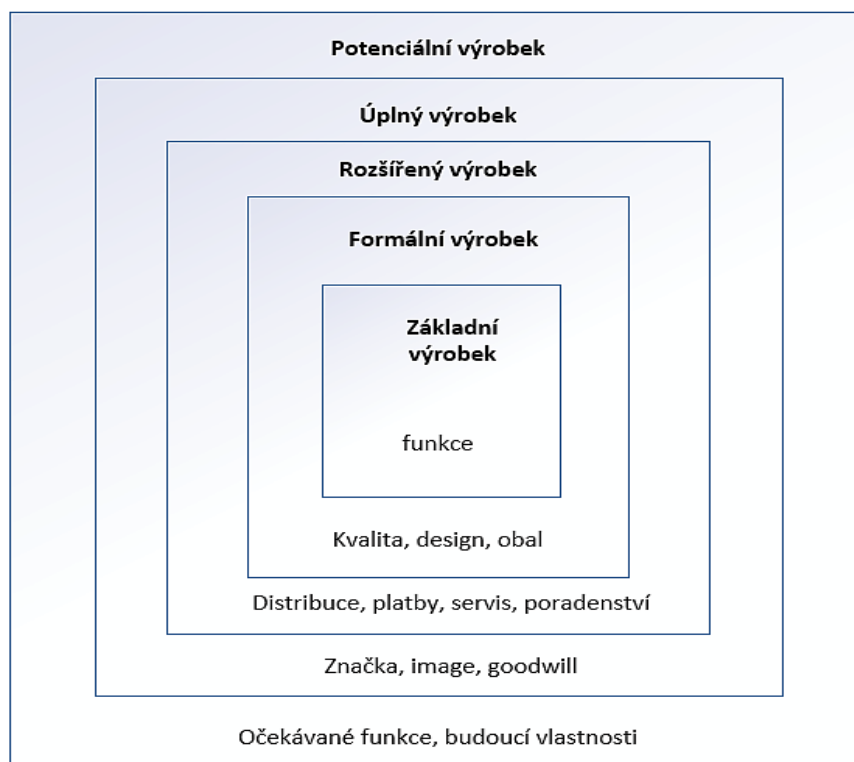 Potenciální výrobek
Úplný výrobek
Rozšířený výrobek
Formální výrobek
Základní
výrobek
funkce
Kvalita, design, obal
Distribuce, platby, servis, poradenství
Značka, image, goodwill
Očekávané funkce, budoucí vlastnosti